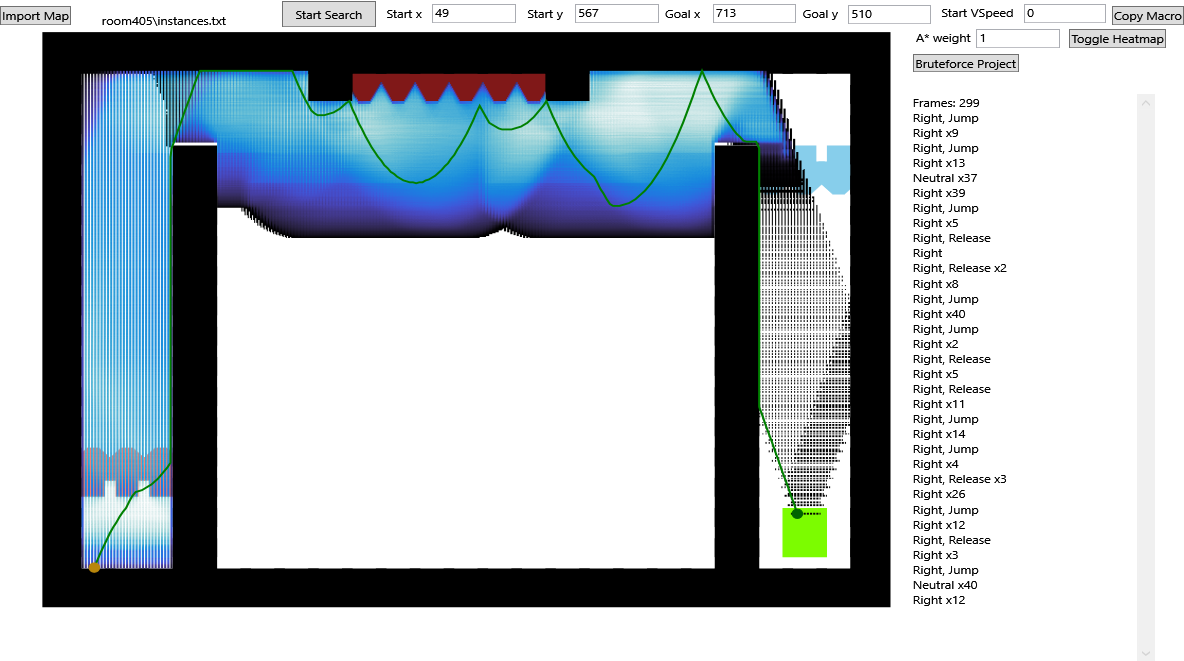 Import Map
room405\instances.txt
Start Search
Start x 49
Start y 567
Goal x 713
Goal y 510
Start VSpeed 0
Copy Macro
A* weight 1
Toggle Heatmap
Bruteforce Project
Frames: 299
Right, Jump
Right x9
Right, Jump
Right x13
Neutral x37
Right x39
Right, Jump
Right x5
Right, Release
Right
Right, Release x2
Right x8
Right, Jump
Right x40
Right, Jump
Right x2
Right, Release
Right x5
Right, Release
Right x11
Right, Jump
Right x14
Right, Jump
Right x4
Right, Release x3
Right x26
Right, Jump
Right x12
Right, Release
Right x3
Right, Jump
Neutral x40
Right x12